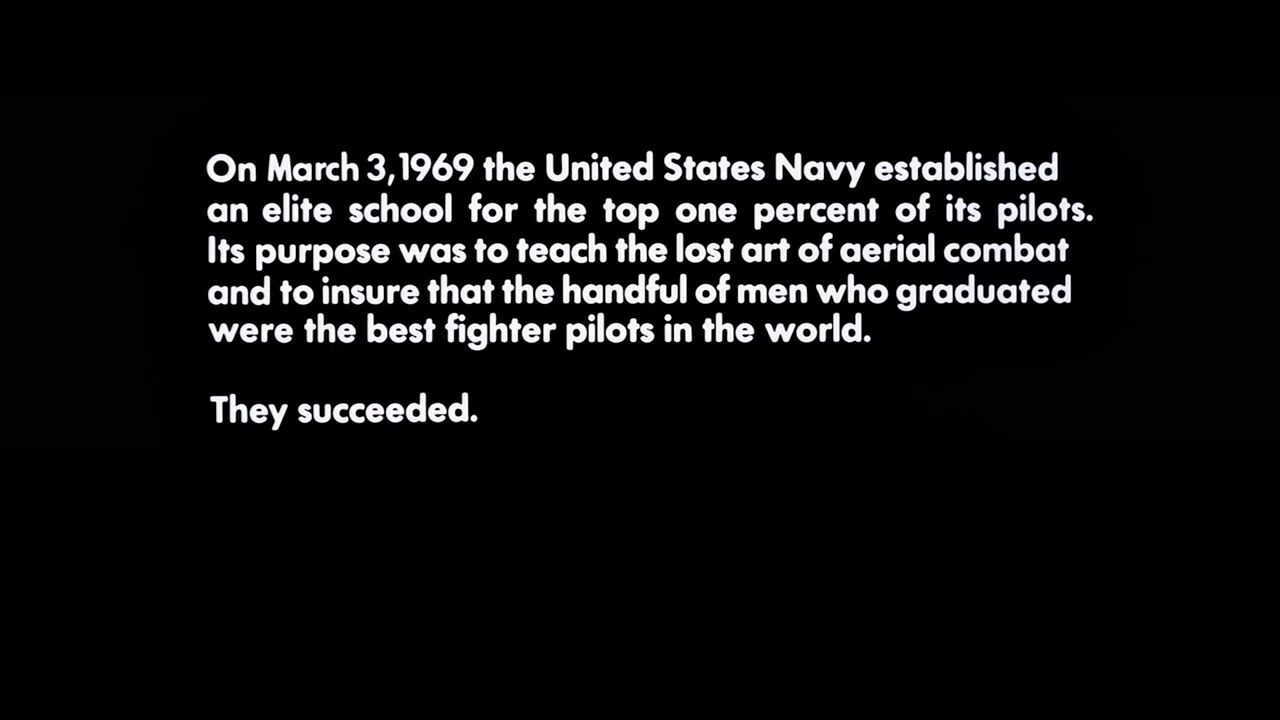 On March 3,1969 the United States Navy established
an elite school for the top one percent of its pilots.
Its purpose was to teach the lost art of aerial combat
and to insure that the handful of men who graduated
were the best fighter pilots in the world.
They succeeded.